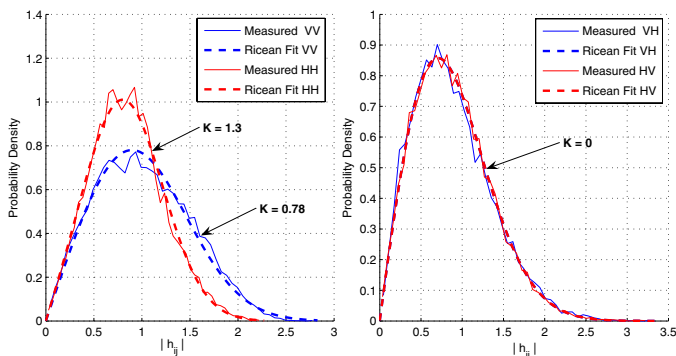 1.4
1.2
1
0.8
0.6
0.4
0.2
0
0 0.5 1 1.5 2 2.5 3
Probability Density
| h_ij |
Measured VV
Ricean Fit VV
Measured HH
Ricean Fit HH
K = 1.3
K = 0.78
1
0.9
0.8
0.7
0.6
0.5
0.4
0.3
0.2
0.1
0
0 0.5 1 1.5 2 2.5 3 3.5
Probability Density
| h_ij |
Measured VH
Ricean Fit VH
Measured HV
Ricean Fit HV
K = 0